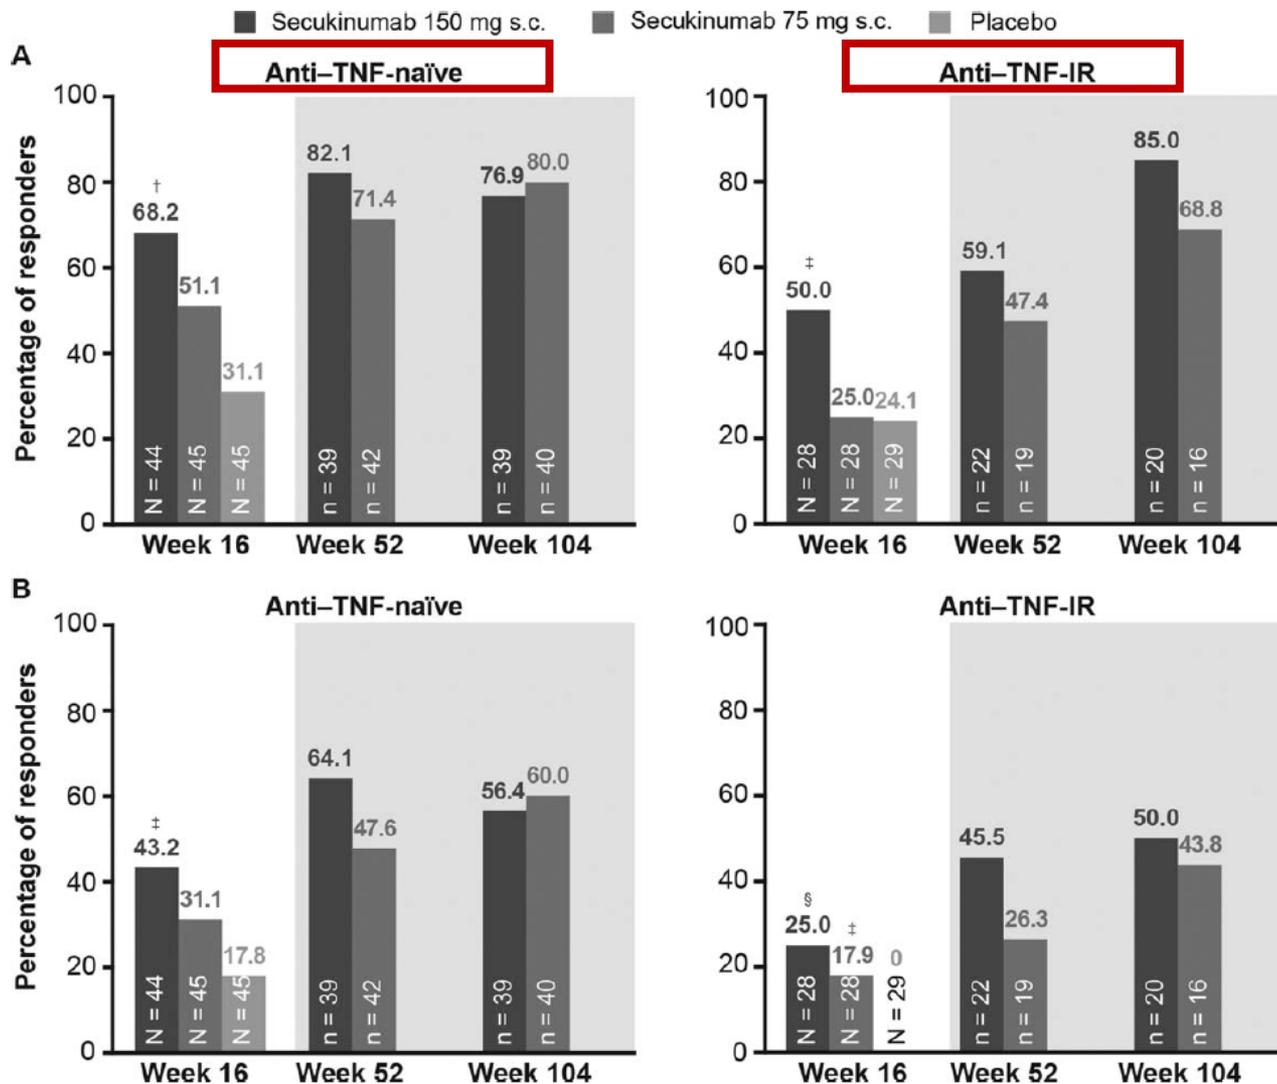 Secukinumab 150 mg s.c. Secukinumab 75 mg s.c. Placebo
A
Anti–TNF-naïve
Percentage of responders
100
80
60
40
20
0
†
68.2
51.1
31.1
82.1
71.4
76.9
80.0
N = 44
N = 45
N = 45
n = 39
n = 42
n = 39
n = 40
Week 16 Week 52 Week 104
Anti–TNF-IR
100
80
60
40
20
0
‡
50.0
25.0
24.1
59.1
47.4
85.0
68.8
N = 28
N = 28
N = 29
n = 22
n = 19
n = 20
n = 16
Week 16 Week 52 Week 104
B
Anti–TNF-naïve
Percentage of responders
100
80
60
40
20
0
‡
43.2
31.1
17.8
64.1
47.6
56.4
60.0
N = 44
N = 45
N = 45
n = 39
n = 42
n = 39
n = 40
Week 16 Week 52 Week 104
Anti–TNF-IR
100
80
60
40
20
0
§
25.0
‡
17.9
0
45.5
26.3
50.0
43.8
N = 28
N = 28
N = 29
n = 22
n = 19
n = 20
n = 16
Week 16 Week 52 Week 104